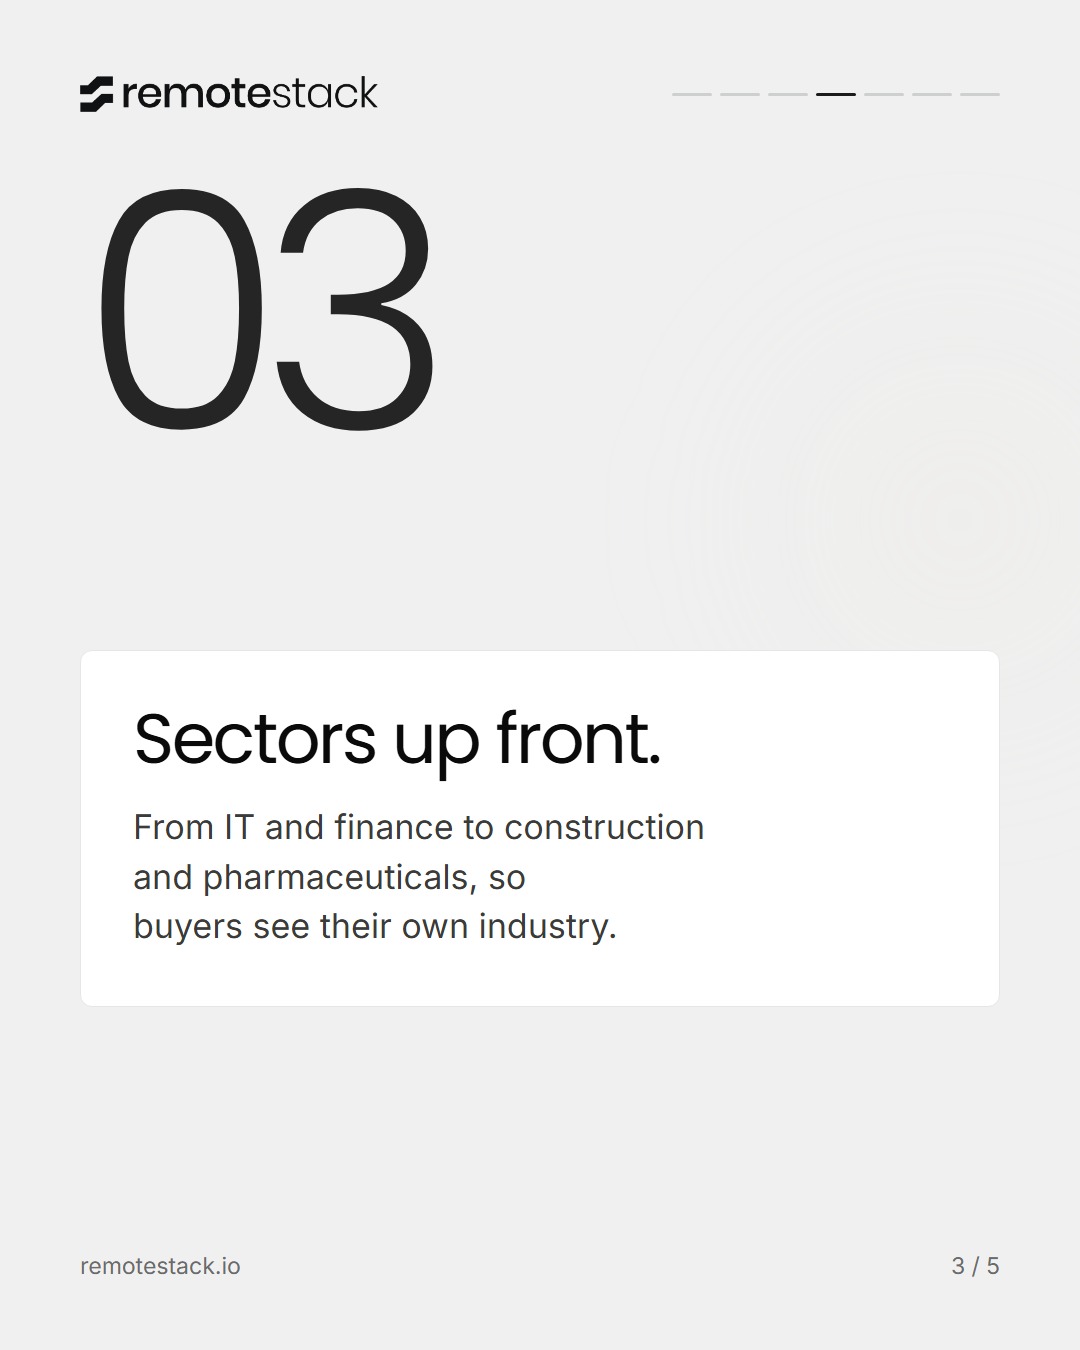 remotestack
03
Sectors up front.
From IT and finance to construction
and pharmaceuticals, so
buyers see their own industry.
remotestack.io
3 / 5